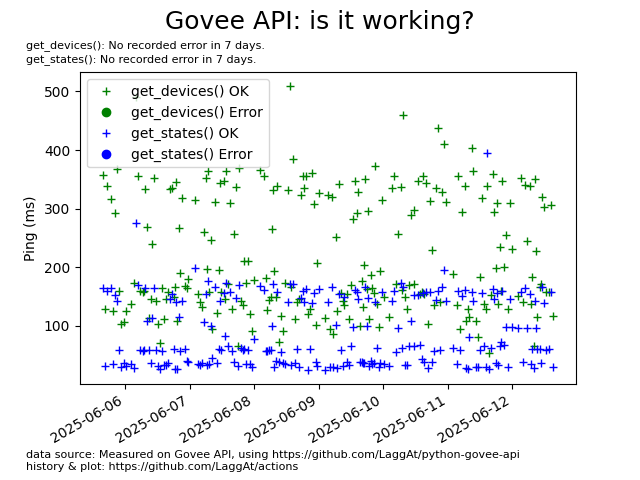 Govee API: is it working?
get_devices(): No recorded error in 7 days.
get_states(): No recorded error in 7 days.
get_devices() OK
get_devices() Error
get_states() OK
get_states() Error
Ping (ms)
500
400
300
200
100
2025-06-06
2025-06-07
2025-06-08
2025-06-09
2025-06-10
2025-06-11
2025-06-12
data source: Measured on Govee API, using https://github.com/LaggAt/python-govee-api
history & plot: https://github.com/LaggAt/actions